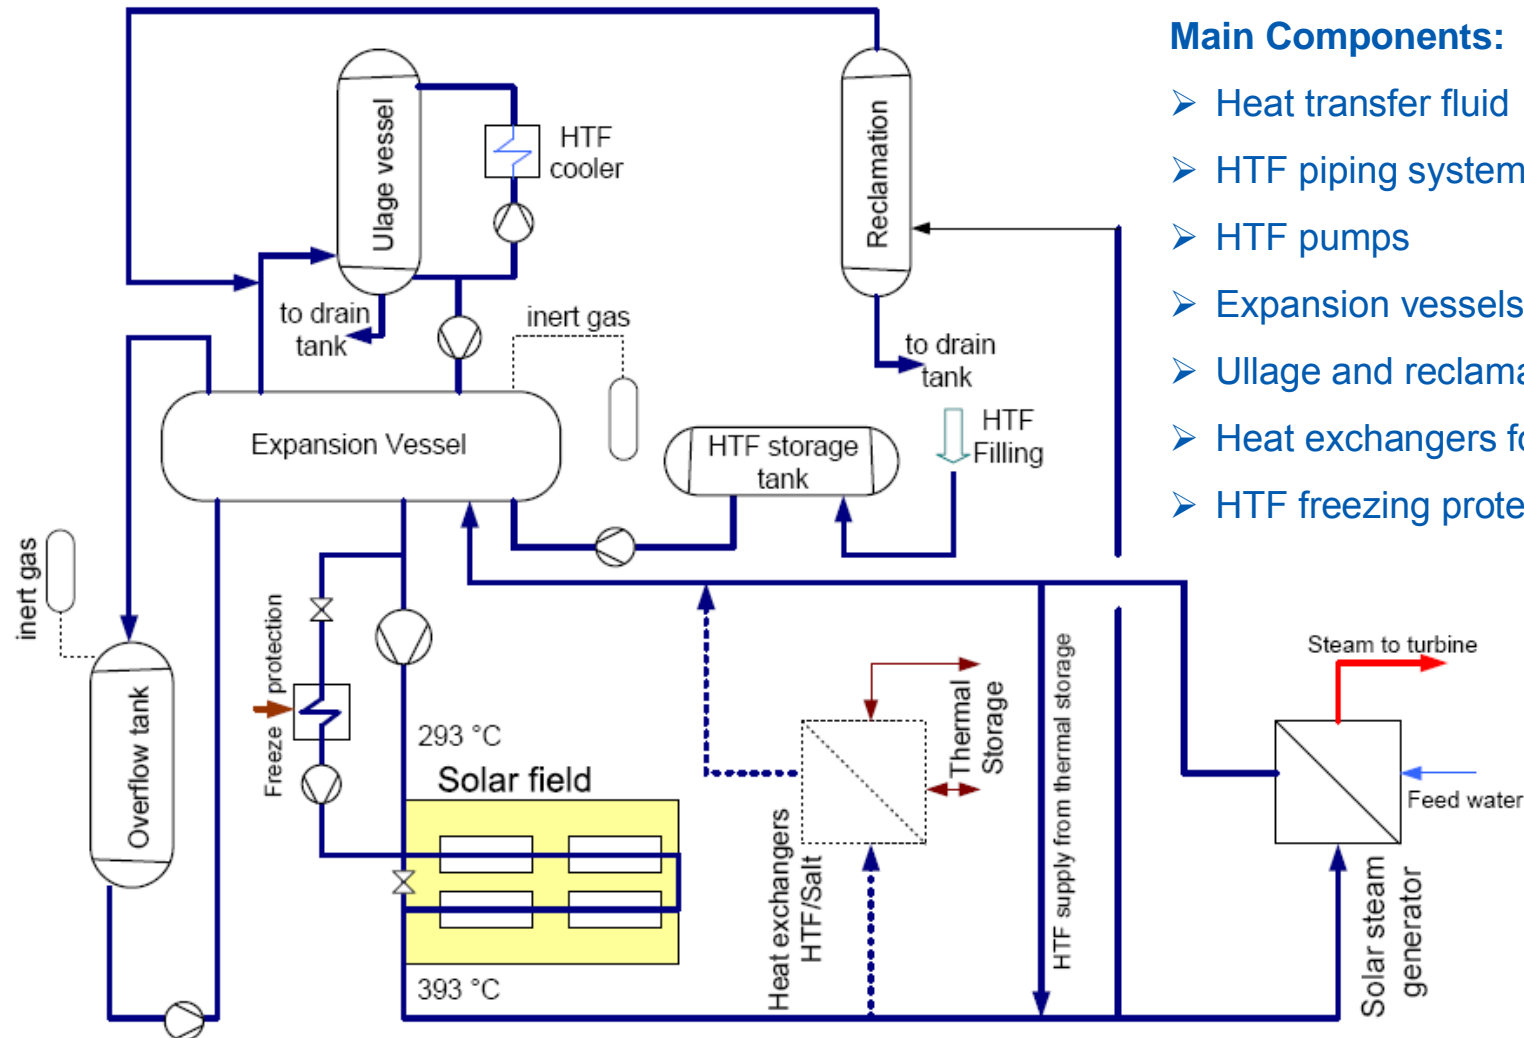 Main Components:
➢ Heat transfer fluid
➢ HTF piping system
➢ HTF pumps
➢ Expansion vessels
➢ Ullage and reclama
➢ Heat exchangers fo
➢ HTF freezing prote
Ulage vessel
HTF
cooler
Reclamation
to drain
tank
inert gas
to drain
tank
Expansion Vessel
HTF storage
tank
HTF
Filling
inert gas
Overflow tank
Freeze protection
293 °C
Solar field
393 °C
Heat exchangers
HTF/Salt
Thermal
Storage
HTF supply from thermal storage
Steam to turbine
Feed water
Solar steam
generator